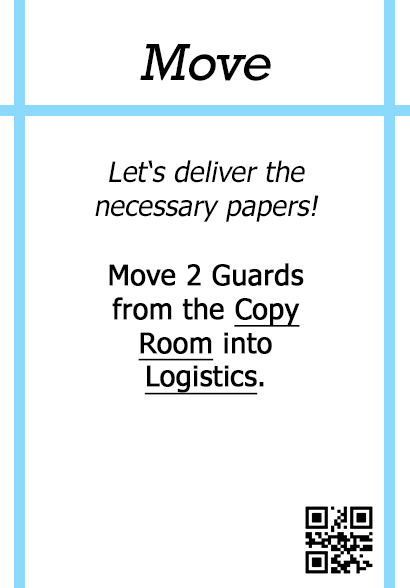 Move
Let‘s deliver the
necessary papers!
Move 2 Guards
from the Copy
Room into
Logistics.